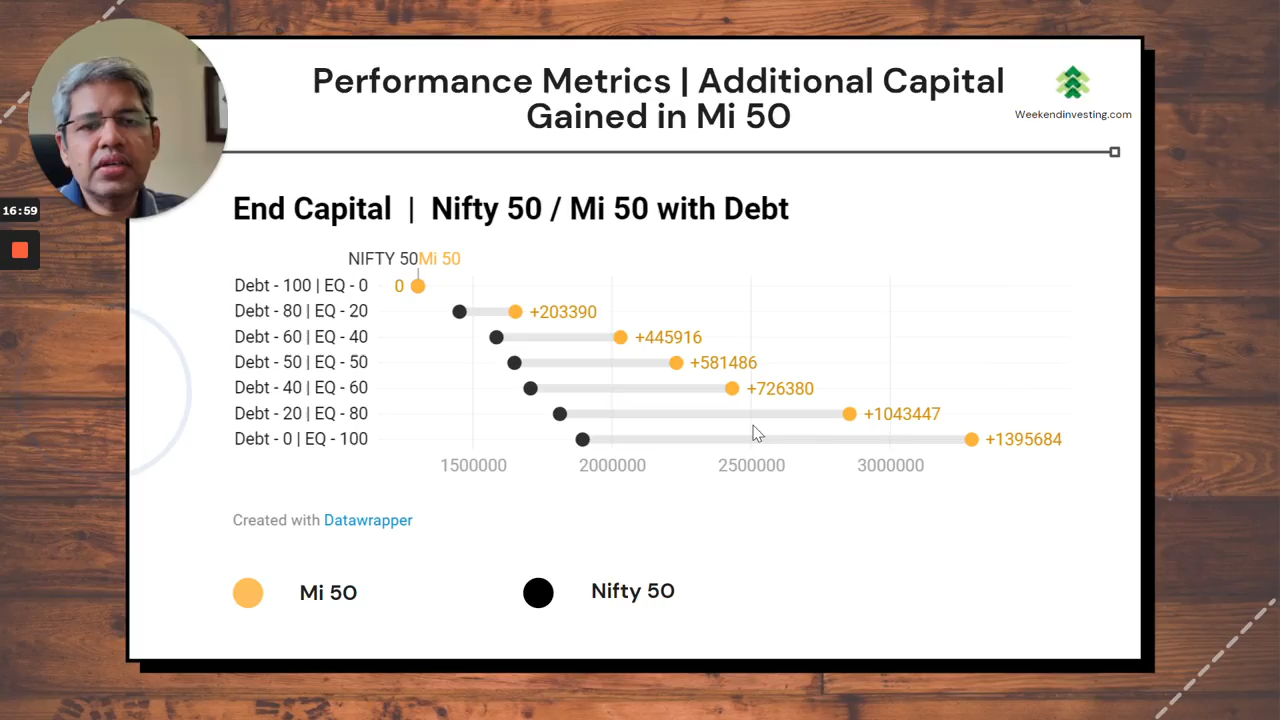 Performance Metrics | Additional Capital
Gained in Mi 50
Weekendinvesting.com
16:59
End Capital | Nifty 50 / Mi 50 with Debt
NIFTY 50 Mi 50
Debt - 100 | EQ - 0 0
Debt - 80 | EQ - 20 +203390
Debt - 60 | EQ - 40 +445916
Debt - 50 | EQ - 50 +581486
Debt - 40 | EQ - 60 +726380
Debt - 20 | EQ - 80 +1043447
Debt - 0 | EQ - 100 +1395684
1500000 2000000 2500000 3000000
Created with Datawrapper
Mi 50 Nifty 50